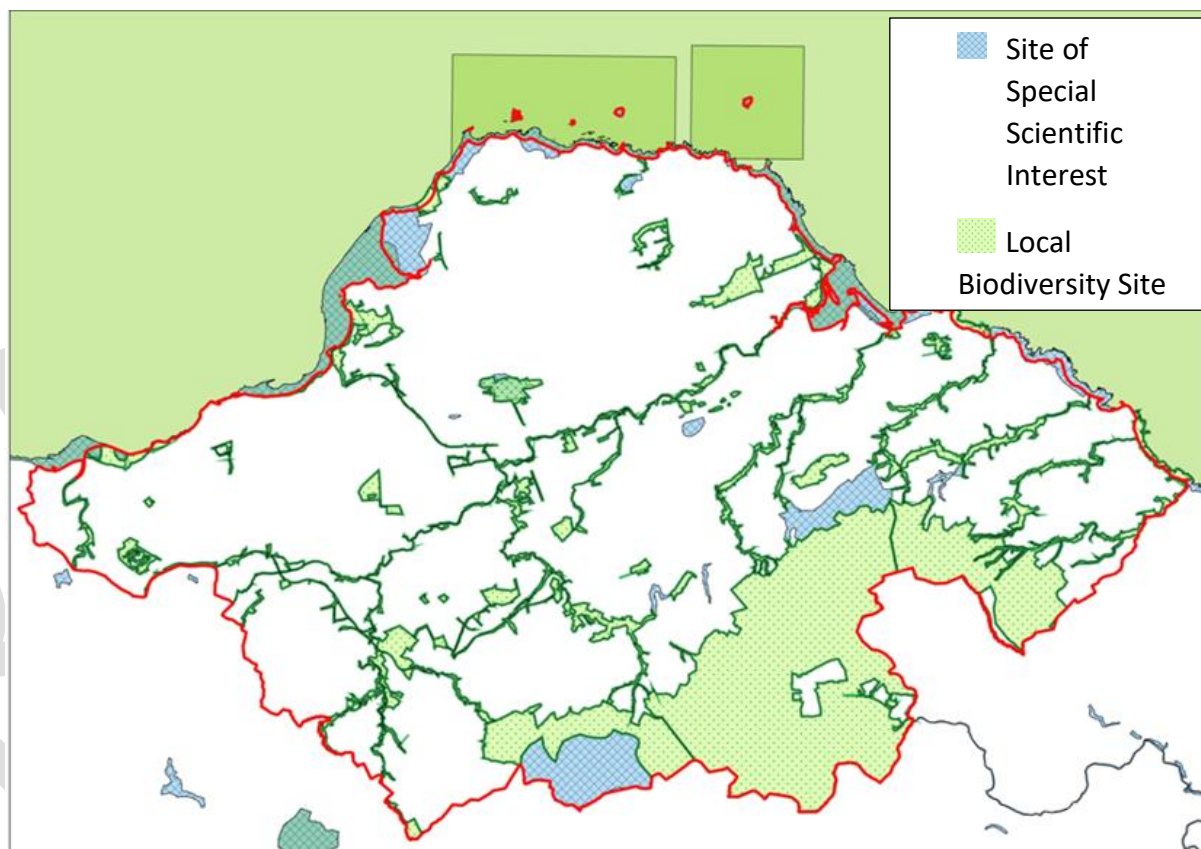 Site of
Special
Scientific
Interest
Local
Biodiversity Site